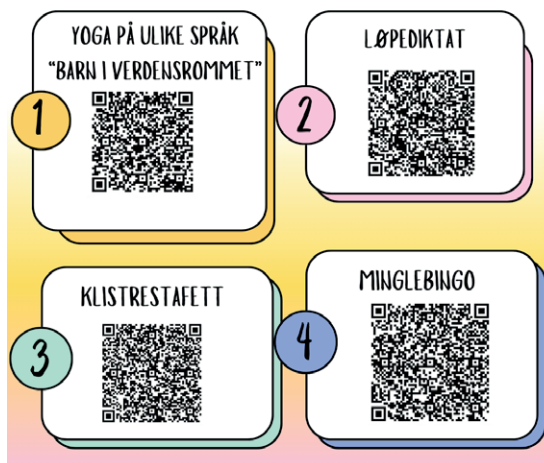 1
YOGA PÅ ULIKE SPRÅK
"BARN I VERDENSROMMET"
2
LØPEDIKTAT
3
KLISTRESTAFETT
4
MINGLEBINGO